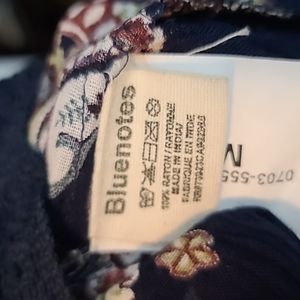 Bluenotes
100% RAYON/RAYONNE
MADE IN INDIA/
FABRIQUE EN INDE
M
0703-555